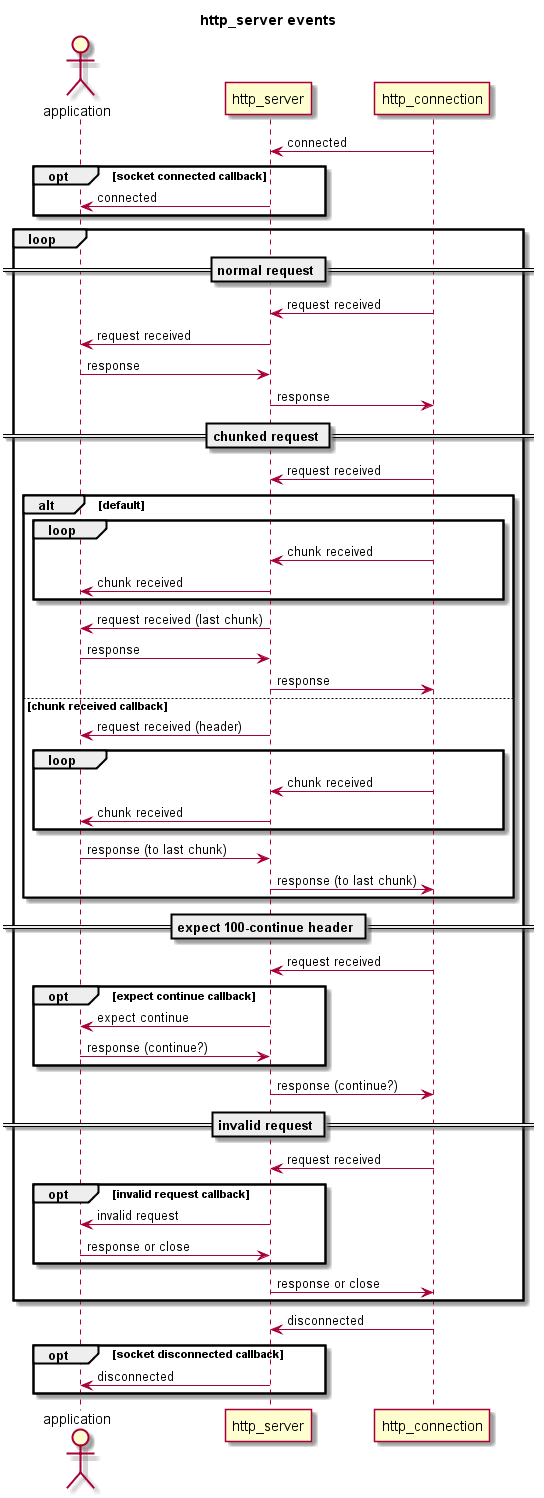 http_server events
application
http_server
http_connection
connected
opt [socket connected callback]
connected
loop
normal request
request received
request received
response
response
chunked request
request received
alt [default]
loop
chunk received
chunk received
request received (last chunk)
response
response
[chunk received callback]
request received (header)
loop
chunk received
chunk received
response (to last chunk)
response (to last chunk)
expect 100-continue header
request received
opt [expect continue callback]
expect continue
response (continue?)
response (continue?)
invalid request
request received
opt [invalid request callback]
invalid request
response or close
response or close
disconnected
opt [socket disconnected callback]
disconnected
application
http_server
http_connection